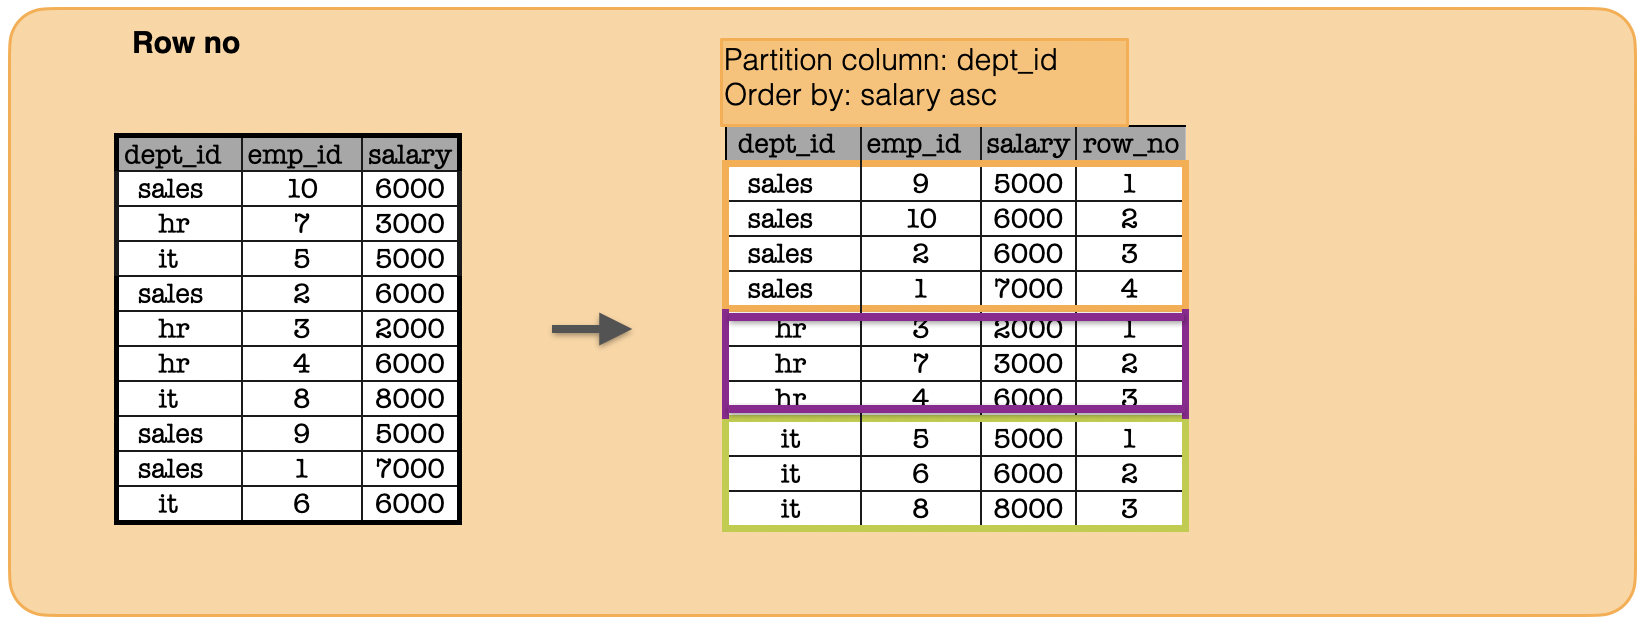 Row no
Partition column: dept_id
Order by: salary asc
dept_id emp_id salary
sales 10 6000
hr 7 3000
it 5 5000
sales 2 6000
hr 3 2000
hr 4 6000
it 8 8000
sales 9 5000
sales 1 7000
it 6 6000
dept_id emp_id salary row_no
sales 9 5000 1
sales 10 6000 2
sales 2 6000 3
sales 1 7000 4
hr 3 2000 1
hr 7 3000 2
hr 4 6000 3
it 5 5000 1
it 6 6000 2
it 8 8000 3